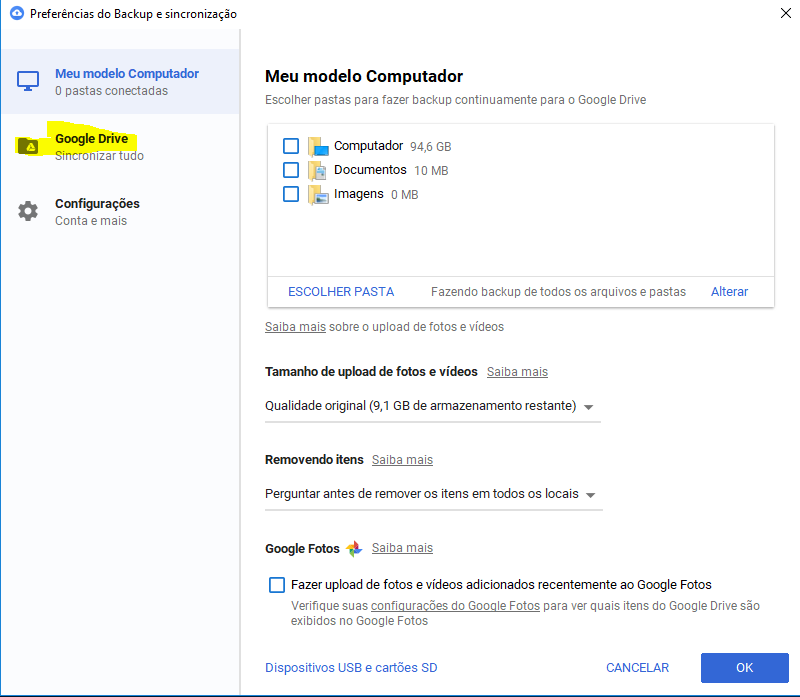 Preferências do Backup e sincronização
Meu modelo Computador
0 pastas conectadas
Google Drive
Sincronizar tudo
Configurações
Conta e mais
Meu modelo Computador
Escolher pastas para fazer backup continuamente para o Google Drive
Computador 94,6 GB
Documentos 10 MB
Imagens 0 MB
ESCOLHER PASTA Fazendo backup de todos os arquivos e pastas Alterar
Saiba mais sobre o upload de fotos e vídeos
Tamanho de upload de fotos e vídeos Saiba mais
Qualidade original (9,1 GB de armazenamento restante)
Removendo itens Saiba mais
Perguntar antes de remover os itens em todos os locais
Google Fotos Saiba mais
Fazer upload de fotos e vídeos adicionados recentemente ao Google Fotos
Verifique suas configurações do Google Fotos para ver quais itens do Google Drive são
exibidos no Google Fotos
Dispositivos USB e cartões SD CANCELAR OK